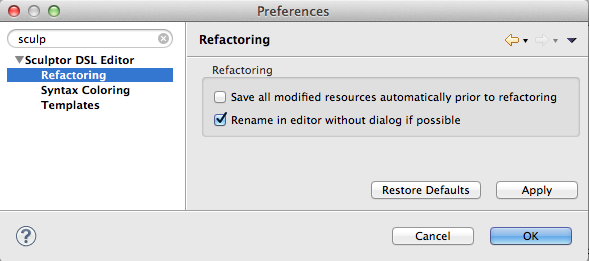 Preferences
sculp
Refactoring
Sculptor DSL Editor
Refactoring
Syntax Coloring
Templates
Refactoring
Save all modified resources automatically prior to refactoring
Rename in editor without dialog if possible
Restore Defaults
Apply
?
Cancel
OK